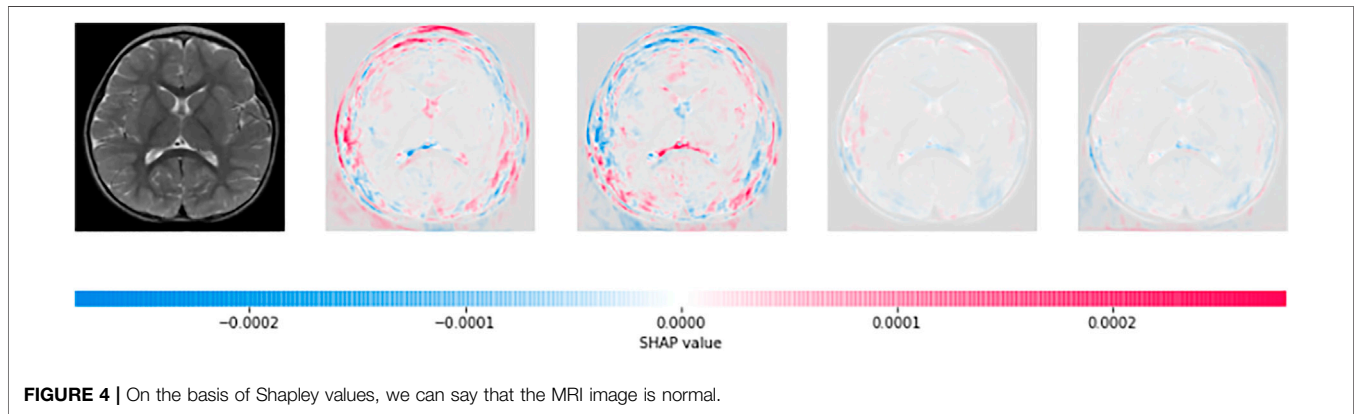 −0.0002 −0.0001 0.0000 0.0001 0.0002
SHAP value
FIGURE 4 | On the basis of Shapley values, we can say that the MRI image is normal.